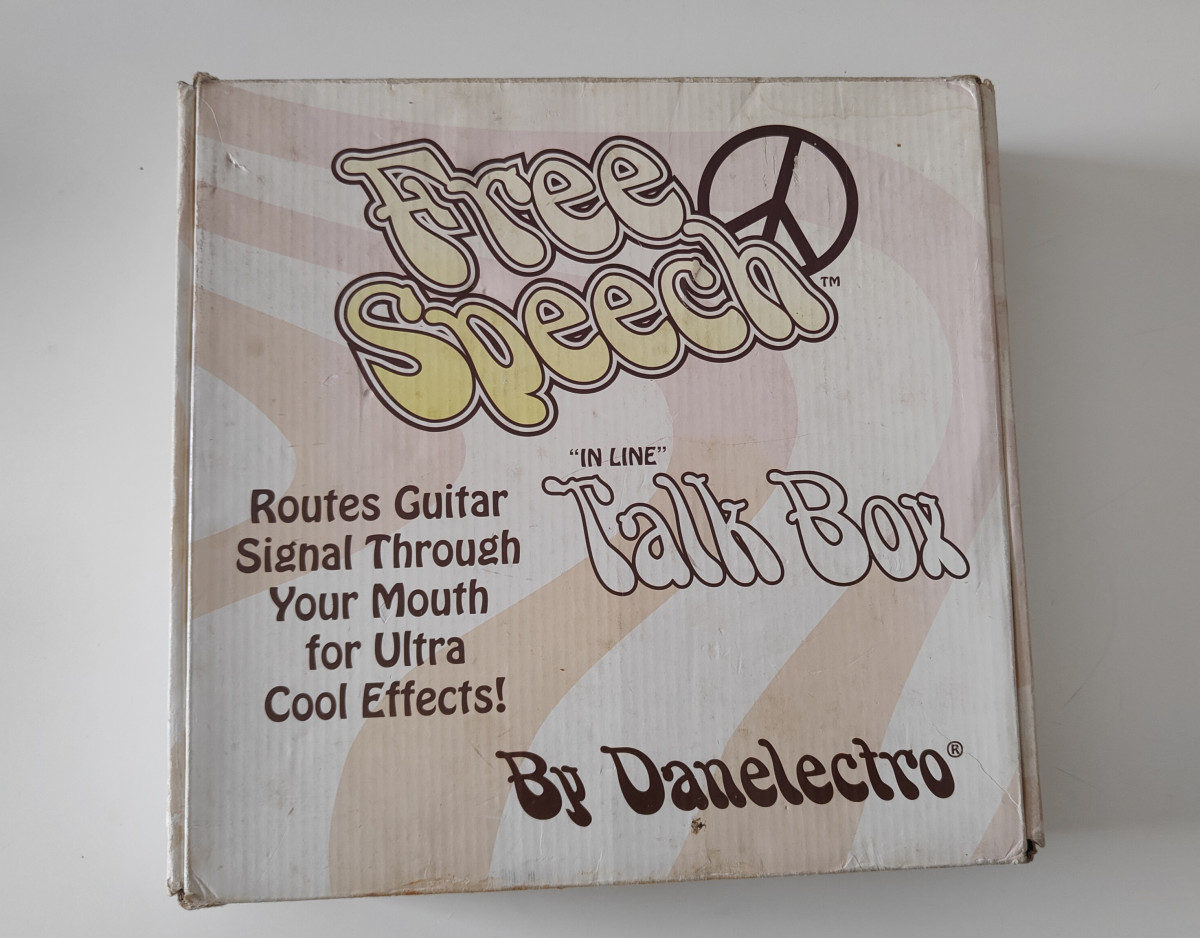 Free
Speech™
"IN LINE"
Talk Box
Routes Guitar
Signal Through
Your Mouth
for Ultra
Cool Effects!
By Danelectro®